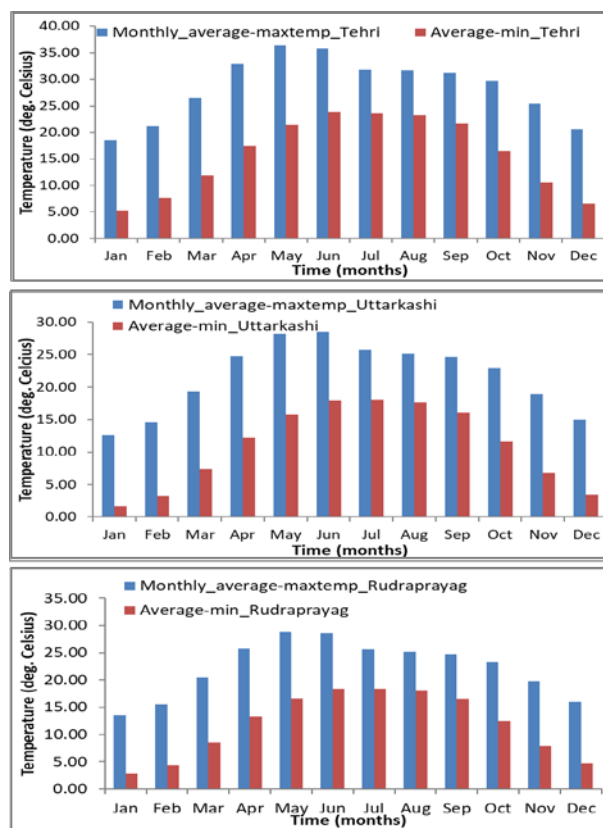 Monthly_average-maxtemp_Tehri Average-min_Tehri
Temperature (deg. Celsius)
40.00
35.00
30.00
25.00
20.00
15.00
10.00
5.00
0.00
Jan Feb Mar Apr May Jun Jul Aug Sep Oct Nov Dec
Time (months)
Monthly_average-maxtemp_Uttarkashi
Average-min_Uttarkashi
Temperature (deg. Celcius)
30.00
25.00
20.00
15.00
10.00
5.00
0.00
Jan Feb Mar Apr May Jun Jul Aug Sep Oct Nov Dec
Time (months)
Monthly_average-maxtemp_Rudraprayag
Average-min_Rudraprayag
Temperature (deg. Celsius)
35.00
30.00
25.00
20.00
15.00
10.00
5.00
0.00
Jan Feb Mar Apr May Jun Jul Aug Sep Oct Nov Dec
Time (months)